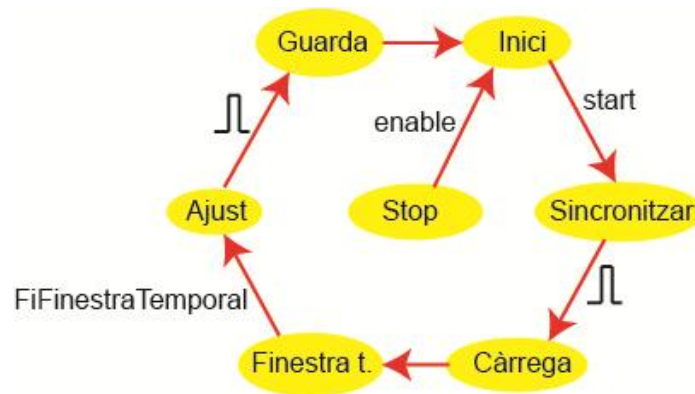 Guarda
Inici
enable
start
Ajust
Stop
Sincronitzar
FiFinestraTemporal
Finestra t.
Càrrega